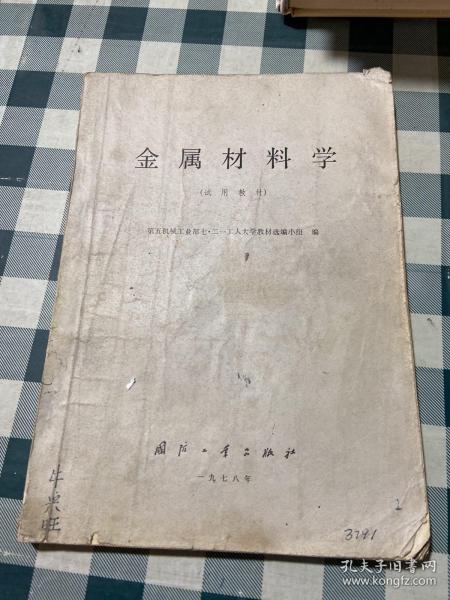 金属材料学
(试用教材)
第五机械工业部七·二一工人大学教材选编小组 编
国防工业出版社
一九七八年
牛兴旺
3791
2
孔夫子旧书网
www.kongfz.com